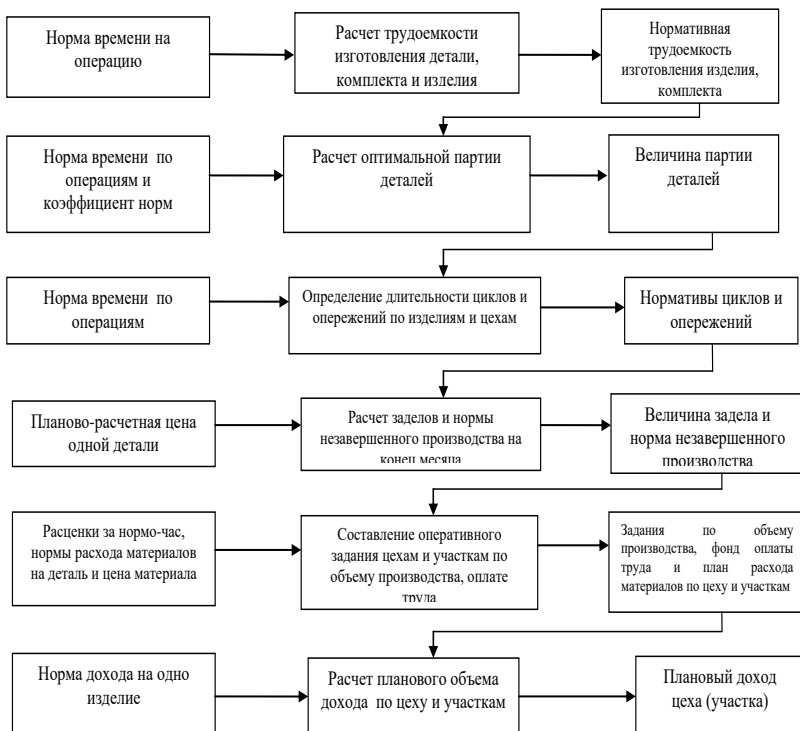 Норма времени на
операцию
Расчет трудоемкости
изготовления детали,
комплекта и изделия
Нормативная
трудоемкость
изготовления изделия,
комплекта
Норма времени по
операциям и
коэффициент норм
Расчет оптимальной партии
деталей
Величина партии
деталей
Норма времени по
операциям
Определение длительности циклов и
опережений по изделиям и цехам
Нормативы циклов и
опережений
Планово-расчетная цена
одной детали
Расчет заделов и нормы
незавершенного производства на
конец месяца
Величина задела и
норма незавершенного
производства
Расценки за нормо-час,
нормы расхода материалов
на деталь и цена материала
Составление оперативного
задания цехам и участкам по
объему производства, оплате
труда
Задания по объему
производства, фонд оплаты
труда и план расхода
материалов по цеху и участкам
Норма дохода на одно
изделие
Расчет планового объема
дохода по цеху и участкам
Плановый доход
цеха (участка)